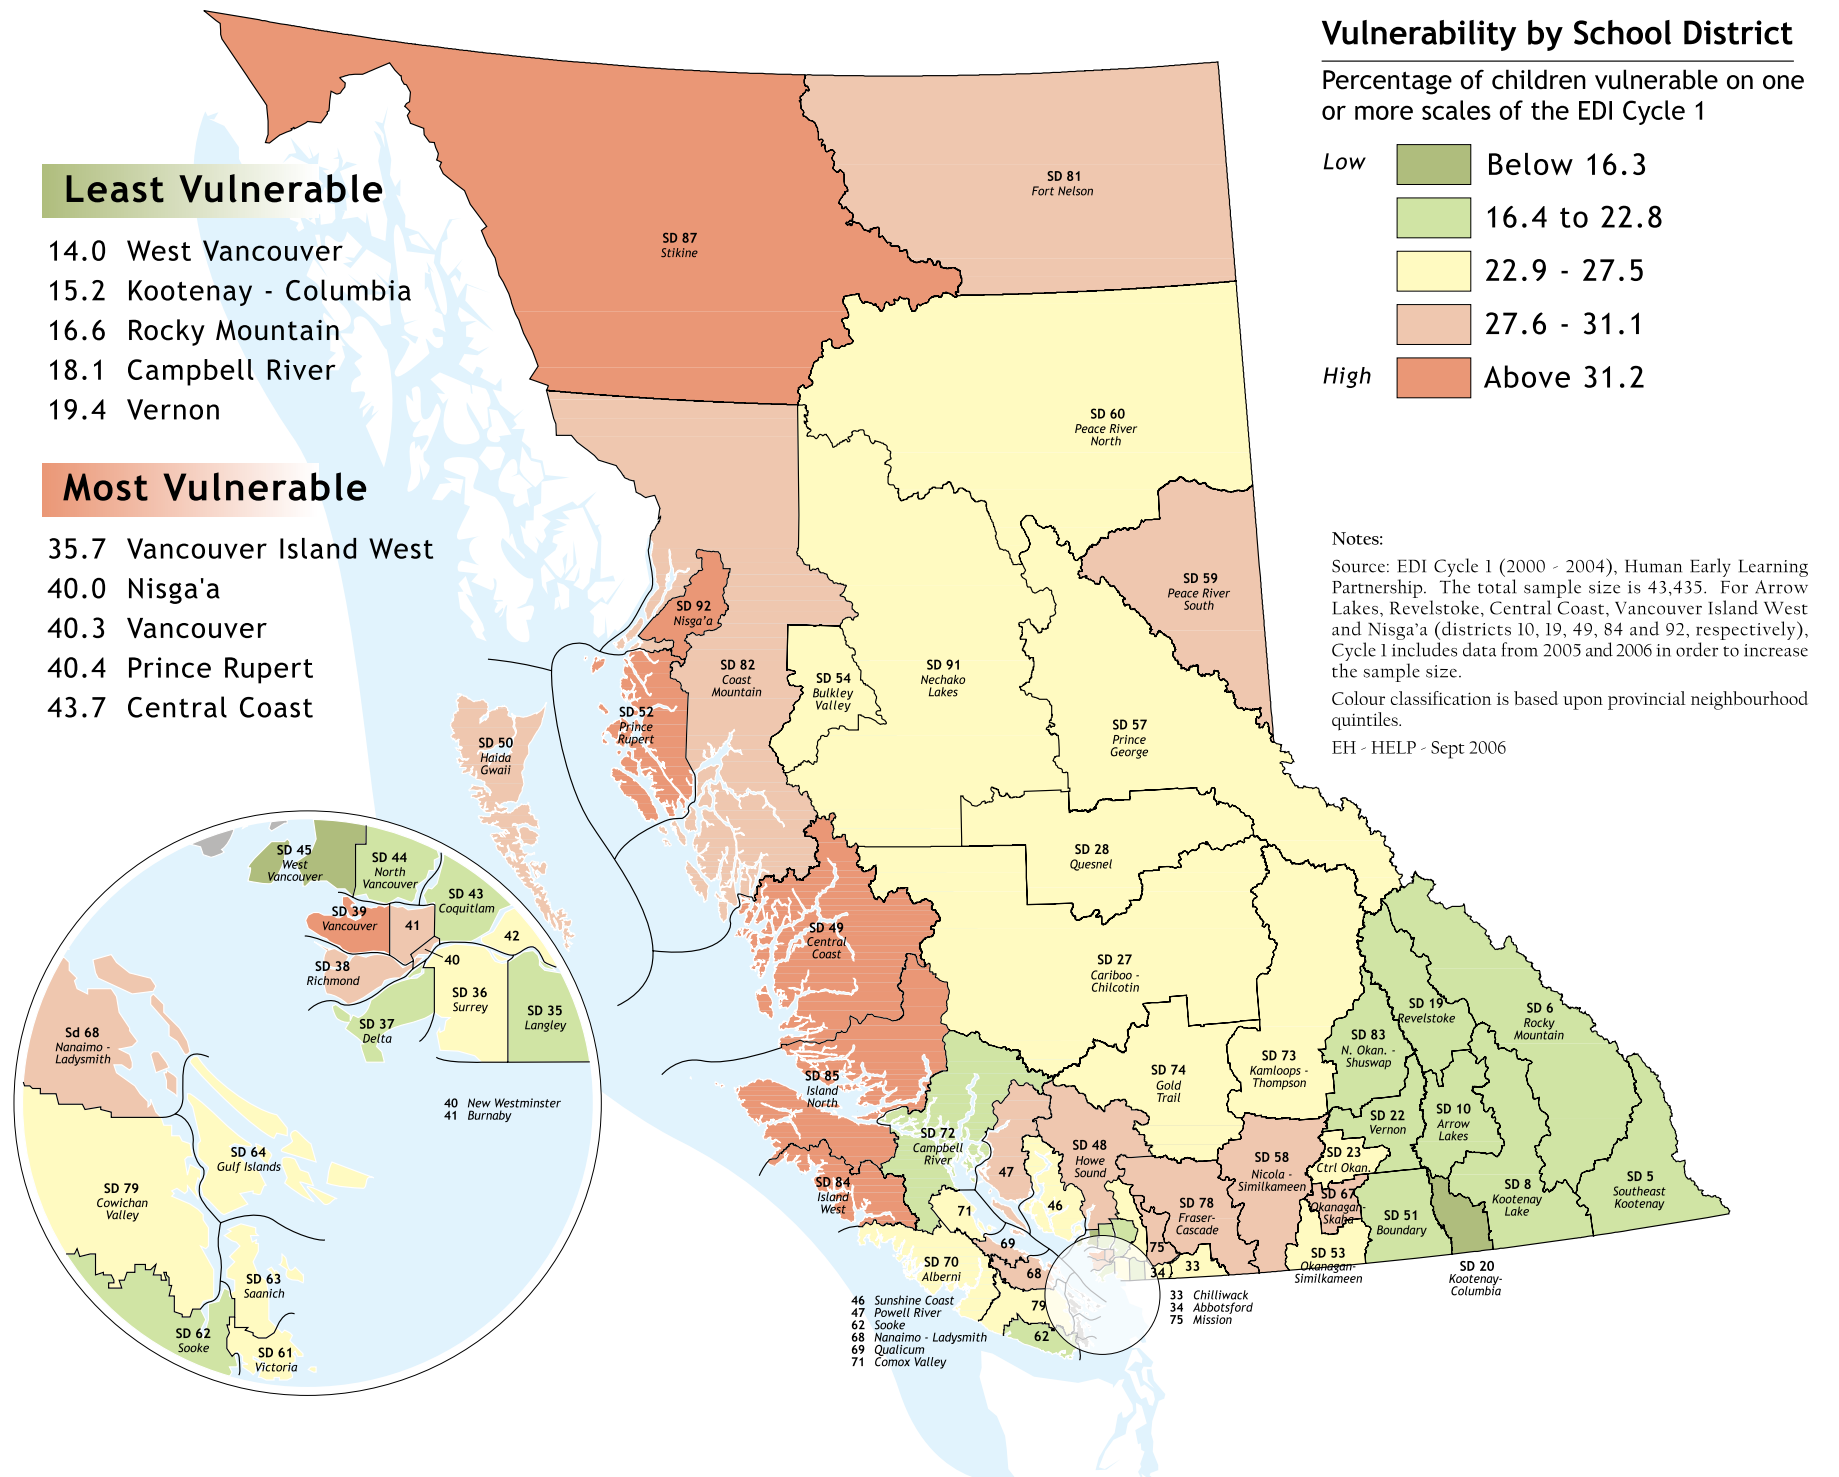 Vulnerability by School District
Percentage of children vulnerable on one
or more scales of the EDI Cycle 1
Low
Below 16.3
16.4 to 22.8
22.9 - 27.5
27.6 - 31.1
High
Above 31.2
Least Vulnerable
14.0 West Vancouver
15.2 Kootenay - Columbia
16.6 Rocky Mountain
18.1 Campbell River
19.4 Vernon
Most Vulnerable
35.7 Vancouver Island West
40.0 Nisga'a
40.3 Vancouver
40.4 Prince Rupert
43.7 Central Coast
Notes:
Source: EDI Cycle 1 (2000 - 2004), Human Early Learning
Partnership. The total sample size is 43,435. For Arrow
Lakes, Revelstoke, Central Coast, Vancouver Island West
and Nisga'a (districts 10, 19, 49, 84 and 92, respectively),
Cycle 1 includes data from 2005 and 2006 in order to increase
the sample size.
Colour classification is based upon provincial neighbourhood
quintiles.
EH - HELP - Sept 2006
SD 81
Fort Nelson
SD 87
Stikine
SD 60
Peace River
North
SD 59
Peace River
South
SD 92
Nisga'a
SD 82
Coast
Mountain
SD 54
Bulkley
Valley
SD 91
Nechako
Lakes
SD 52
Prince
Rupert
SD 57
Prince
George
SD 50
Haida
Gwaii
SD 28
Quesnel
SD 49
Central
Coast
SD 27
Cariboo -
Chilcotin
SD 19
Revelstoke
SD 6
Rocky
Mountain
SD 83
N. Okan. -
Shuswap
SD 73
Kamloops -
Thompson
SD 74
Gold
Trail
SD 85
Island
North
SD 22
Vernon
SD 10
Arrow
Lakes
SD 72
Campbell
River
SD 48
Howe
Sound
SD 23
Ctrl Okan.
SD 58
Nicola -
Similkameen
47
SD 84
Island
West
46
71
SD 78
Fraser-
Cascade
SD 67
Okanagan-
Skaha
SD 51
Boundary
SD 8
Kootenay
Lake
SD 5
Southeast
Kootenay
69
75
SD 70
Alberni
68
34
33
SD 53
Okanagan-
Similkameen
SD 20
Kootenay-
Columbia
79
62
46 Sunshine Coast
47 Powell River
62 Sooke
68 Nanaimo - Ladysmith
69 Qualicum
71 Comox Valley
33 Chilliwack
34 Abbotsford
75 Mission
SD 45
West
Vancouver
SD 44
North
Vancouver
SD 43
Coquitlam
SD 39
Vancouver
41
42
40
SD 38
Richmond
SD 36
Surrey
SD 35
Langley
SD 37
Delta
Sd 68
Nanaimo -
Ladysmith
40 New Westminster
41 Burnaby
SD 64
Gulf Islands
SD 79
Cowichan
Valley
SD 63
Saanich
SD 62
Sooke
SD 61
Victoria